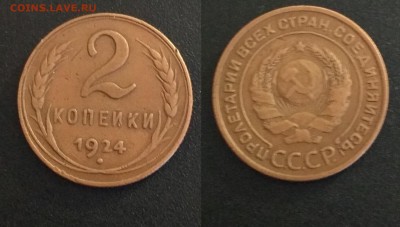 COINS.LAVE.RU
2
КОПЕЙКИ
1924
ПРОЛЕТАРИИ ВСЕХ СТРАН, СОЕДИНЯЙТЕСЬ!
СССР